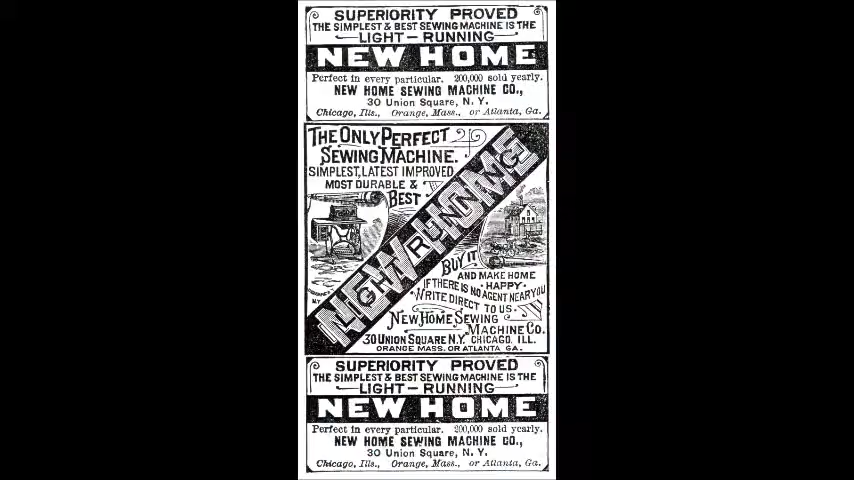 SUPERIORITY PROVED
THE SIMPLEST & BEST SEWING MACHINE IS THE
LIGHT-RUNNING
NEW HOME
Perfect in every particular. 200,000 sold yearly.
NEW HOME SEWING MACHINE CO.,
30 Union Square, N. Y.
Chicago, Ills., Orange, Mass., or Atlanta, Ga.
THE ONLY PERFECT
SEWING MACHINE.
SIMPLEST, LATEST IMPROVED
MOST DURABLE &
BEST
NEW HOME
LIGHT RUNNING
BUY IT
AND MAKE HOME
HAPPY
IF THERE IS NO AGENT NEAR YOU
WRITE DIRECT TO US.
NEW HOME SEWING
MACHINE CO.
30 UNION SQUARE N.Y. CHICAGO. ILL.
ORANGE MASS. OR ATLANTA GA.
SUPERIORITY PROVED
THE SIMPLEST & BEST SEWING MACHINE IS THE
LIGHT-RUNNING
NEW HOME
Perfect in every particular. 200,000 sold yearly.
NEW HOME SEWING MACHINE CO.,
30 Union Square, N. Y.
Chicago, Ills., Orange, Mass., or Atlanta, Ga.